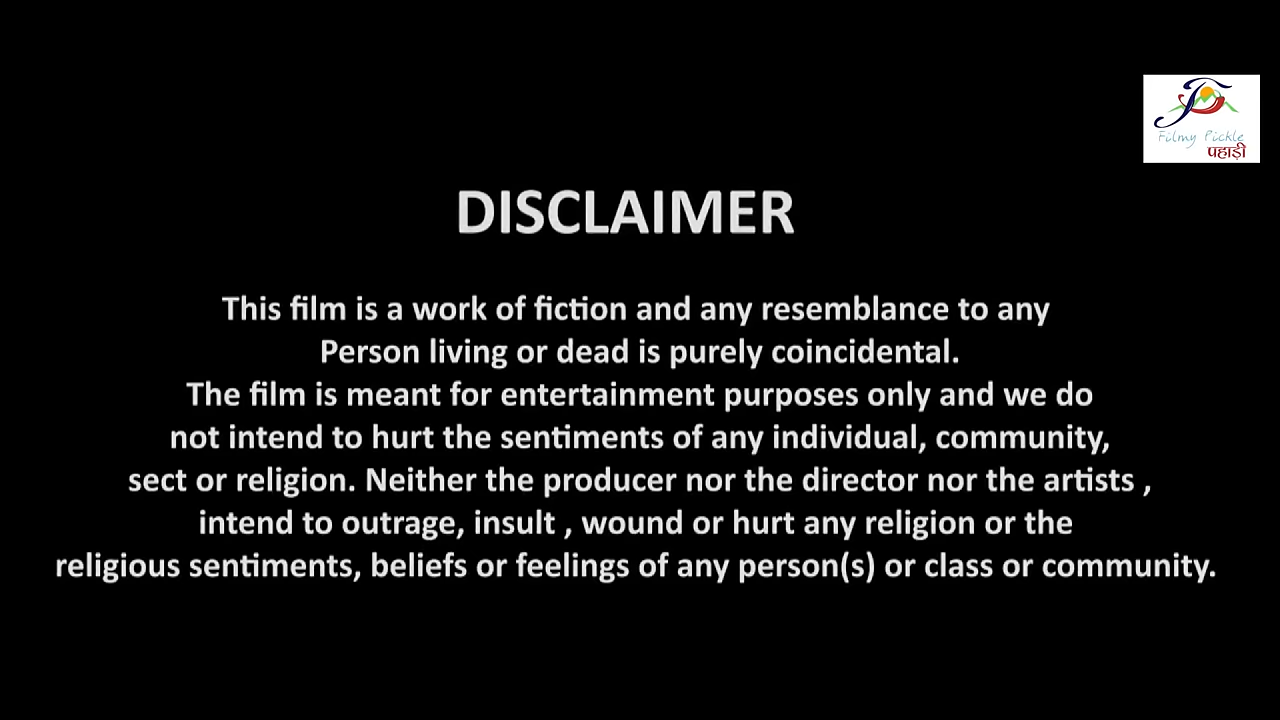 Filmy Pickle
पहाड़ी
DISCLAIMER
This film is a work of fiction and any resemblance to any
Person living or dead is purely coincidental.
The film is meant for entertainment purposes only and we do
not intend to hurt the sentiments of any individual, community,
sect or religion. Neither the producer nor the director nor the artists ,
intend to outrage, insult , wound or hurt any religion or the
religious sentiments, beliefs or feelings of any person(s) or class or community.